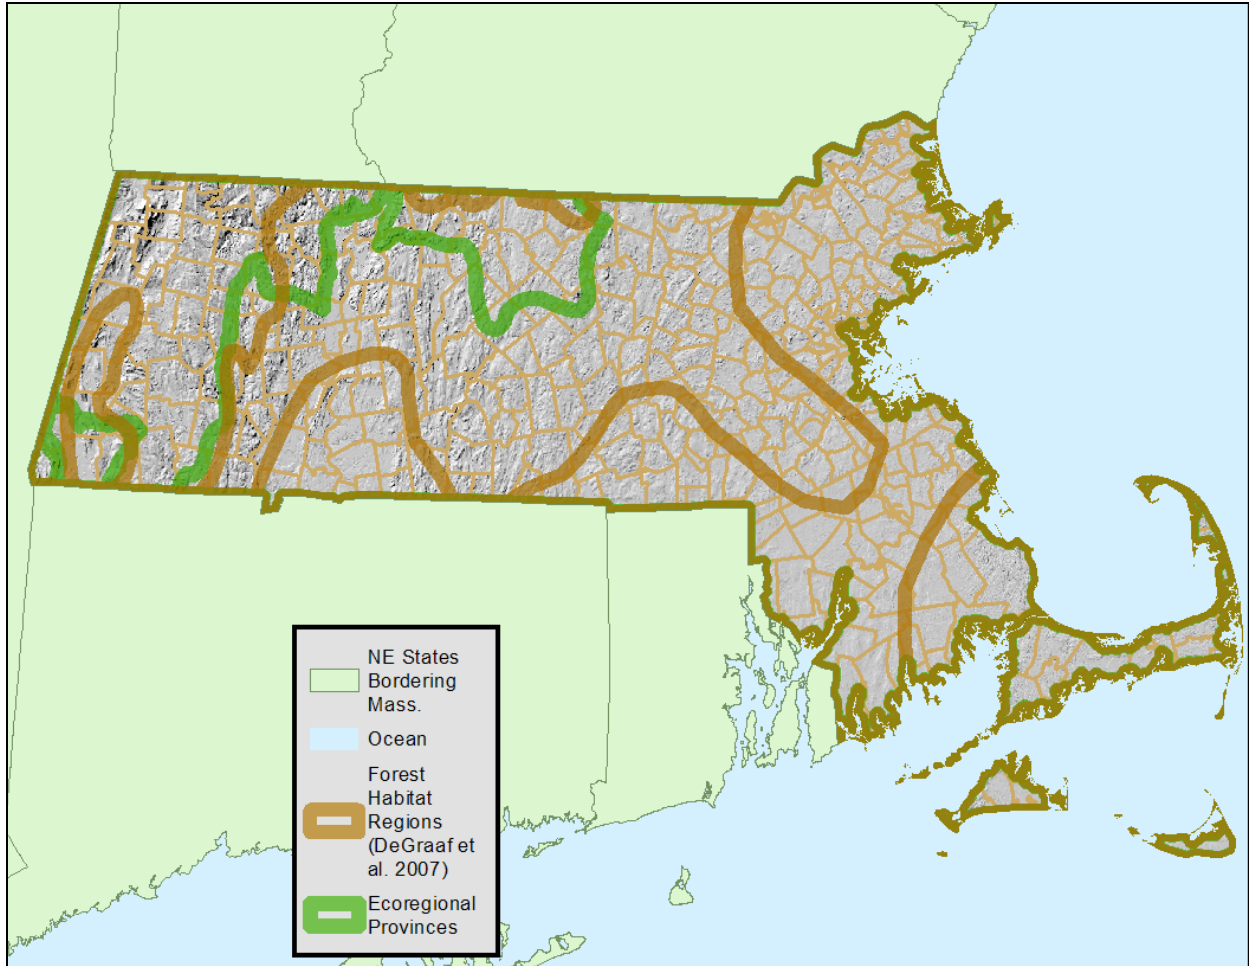 NE States
Bordering
Mass.
Ocean
Forest
Habitat
Regions
(DeGraaf et
al. 2007)
Ecoregional
Provinces